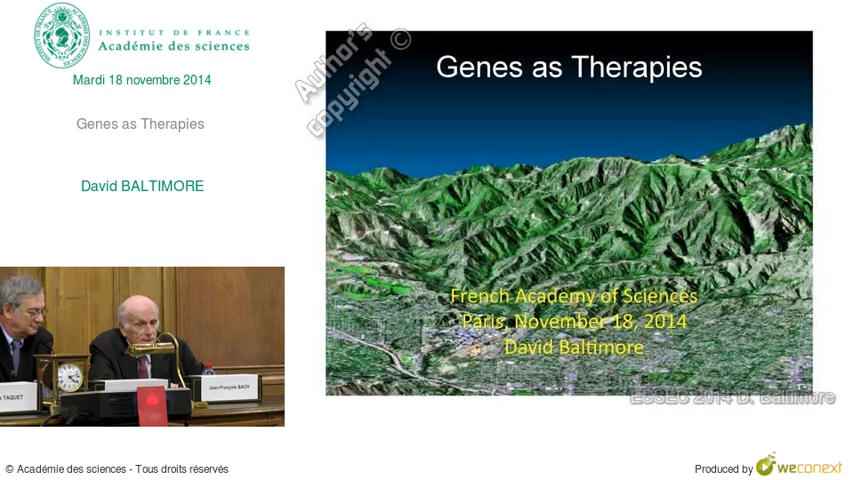 INSTITUT DE FRANCE
Académie des sciences
Mardi 18 novembre 2014
Genes as Therapies
David BALTIMORE
TAQUET
Jean-François BACH
Author's
copyright ©
Genes as Therapies
French Academy of Sciences
Paris, November 18, 2014
David Baltimore
ESSEC 2014 D. Baltimore
© Académie des sciences - Tous droits réservés
Produced by weconext